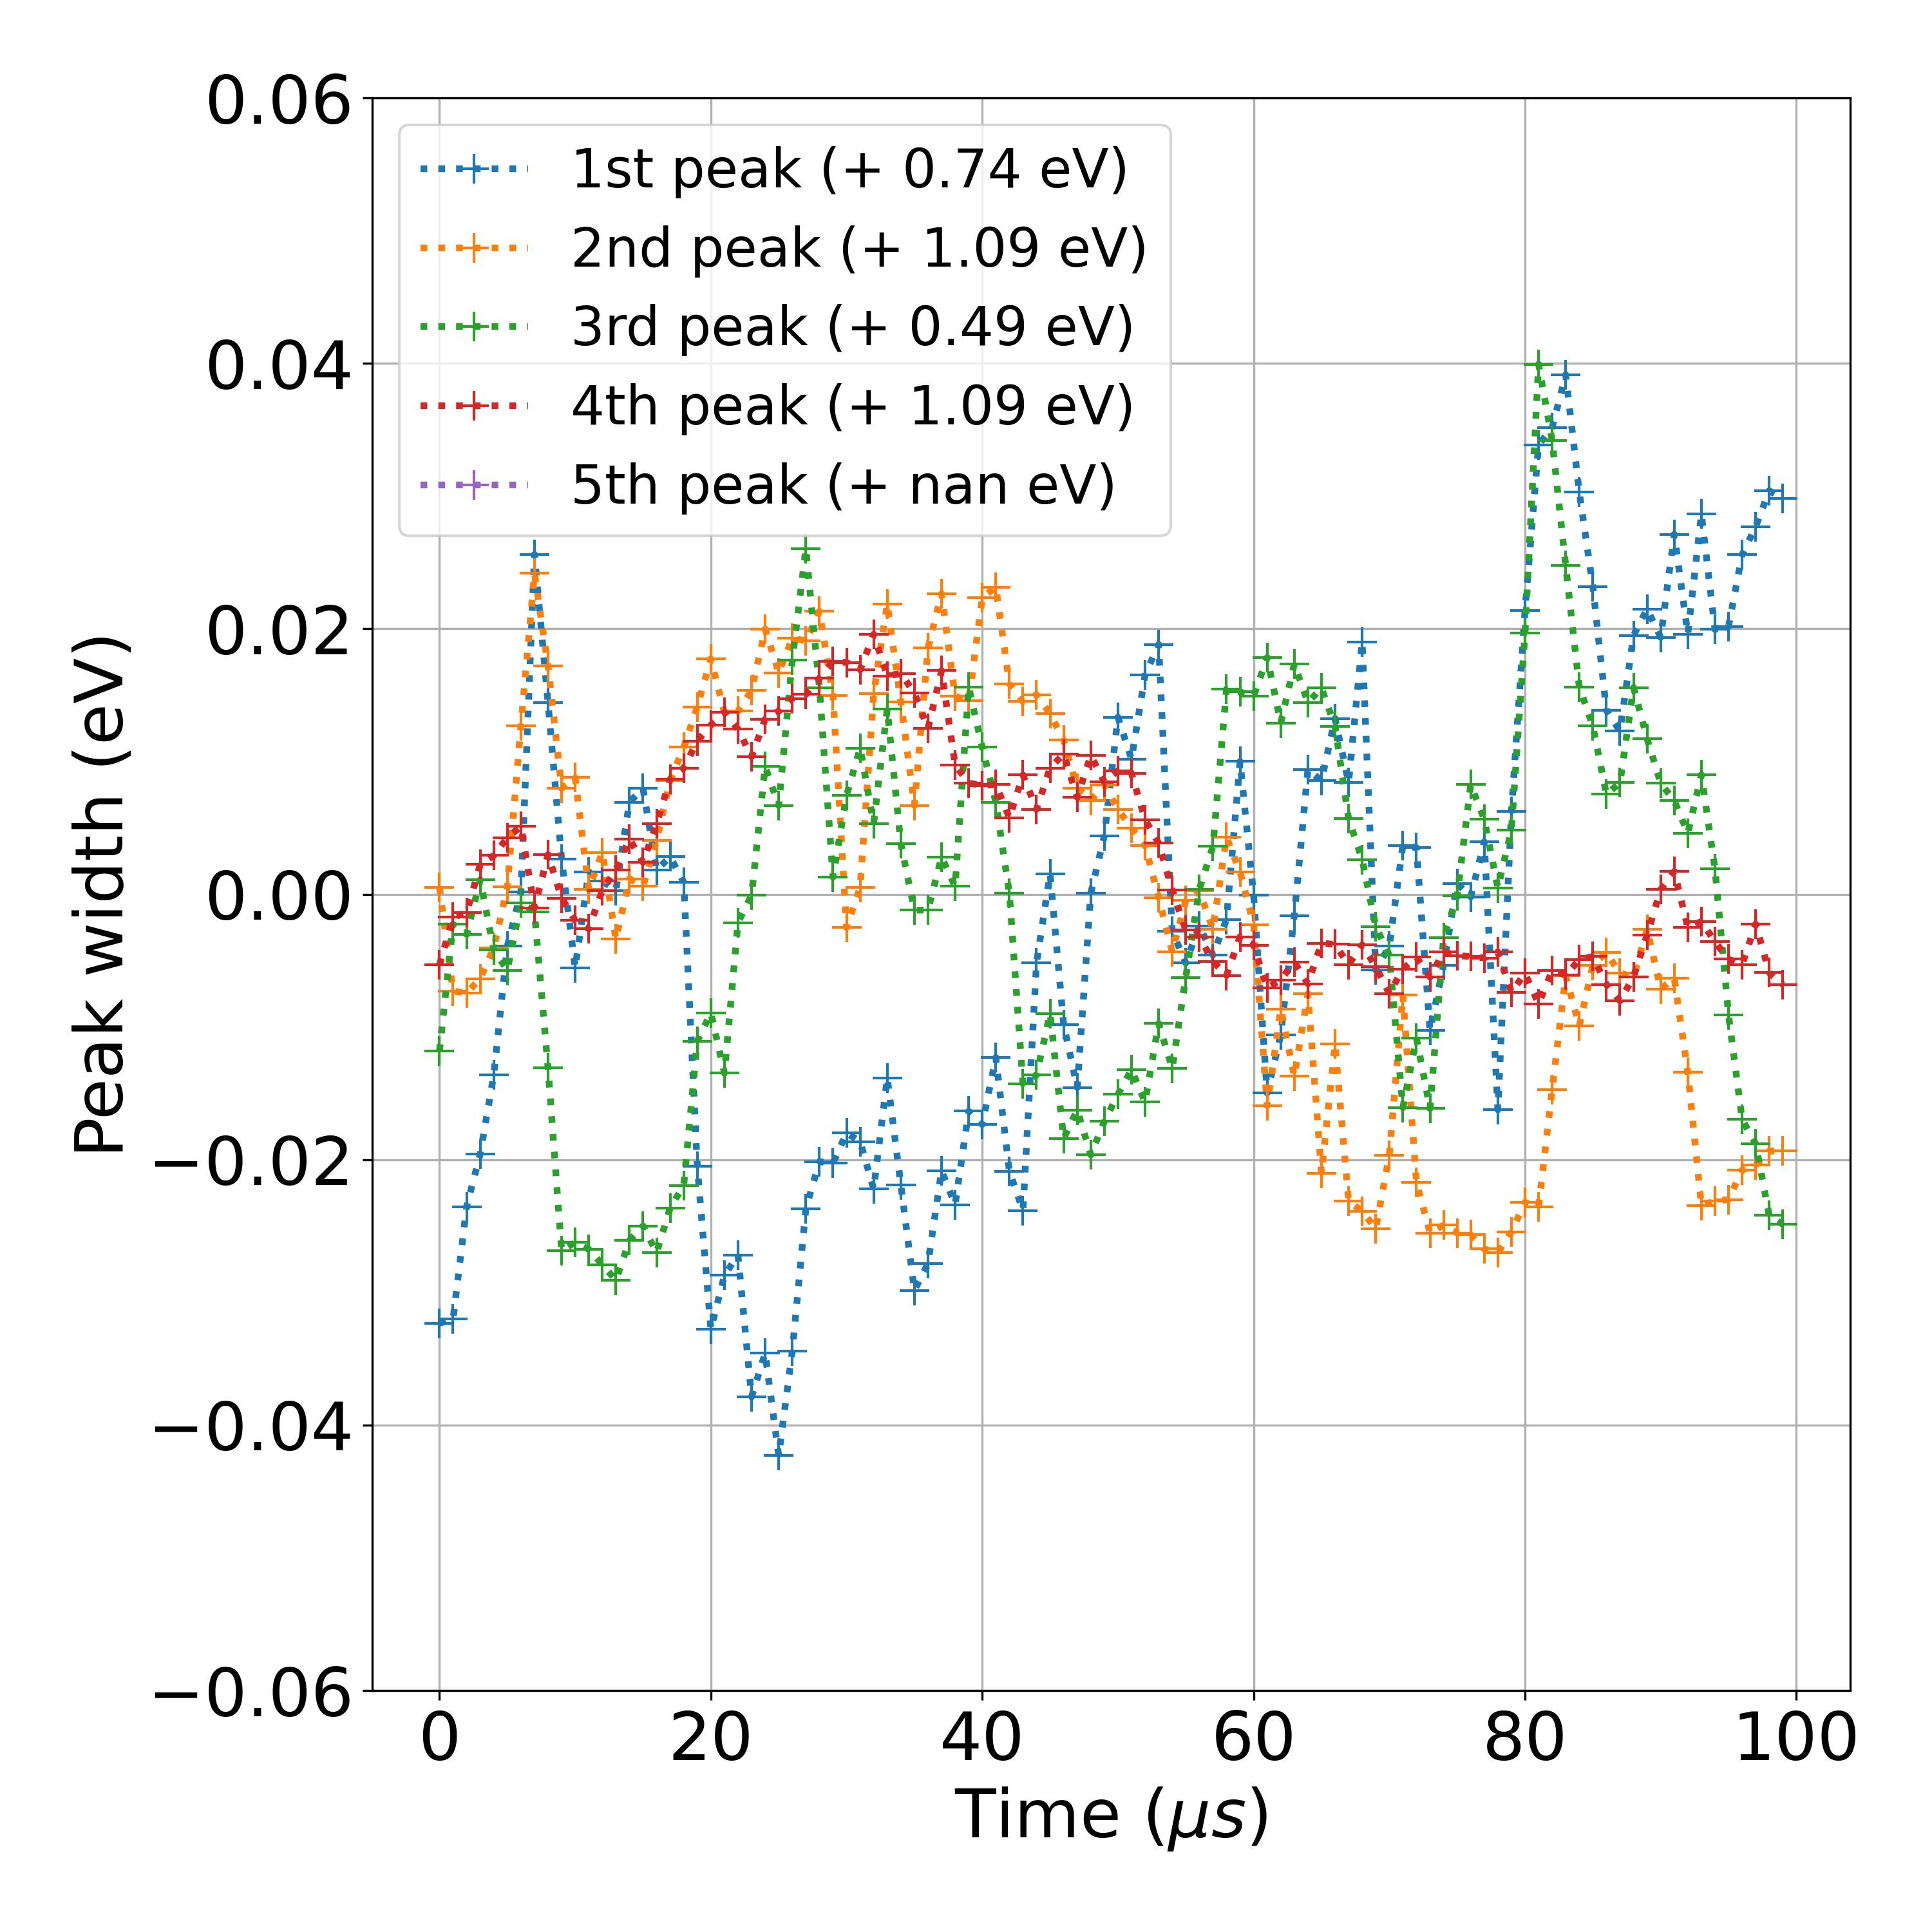 0.06
0.04
0.02
0.00
−0.02
−0.04
−0.06
Peak width (eV)
1st peak (+ 0.74 eV)
2nd peak (+ 1.09 eV)
3rd peak (+ 0.49 eV)
4th peak (+ 1.09 eV)
5th peak (+ nan eV)
0 20 40 60 80 100
Time (μs)